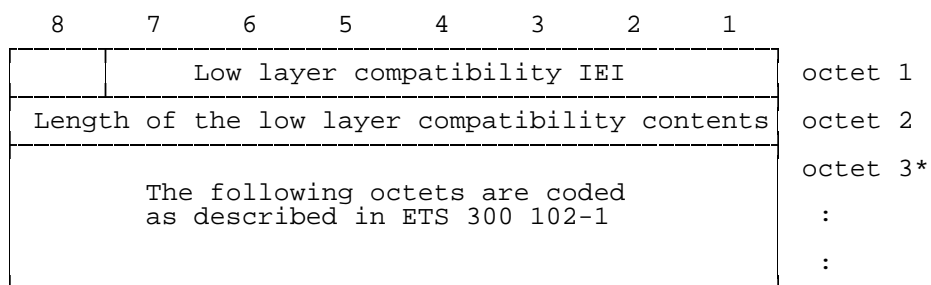 8 7 6 5 4 3 2 1
Low layer compatibility IEI octet 1
Length of the low layer compatibility contents octet 2
octet 3*
The following octets are coded
as described in ETS 300 102-1
:
: